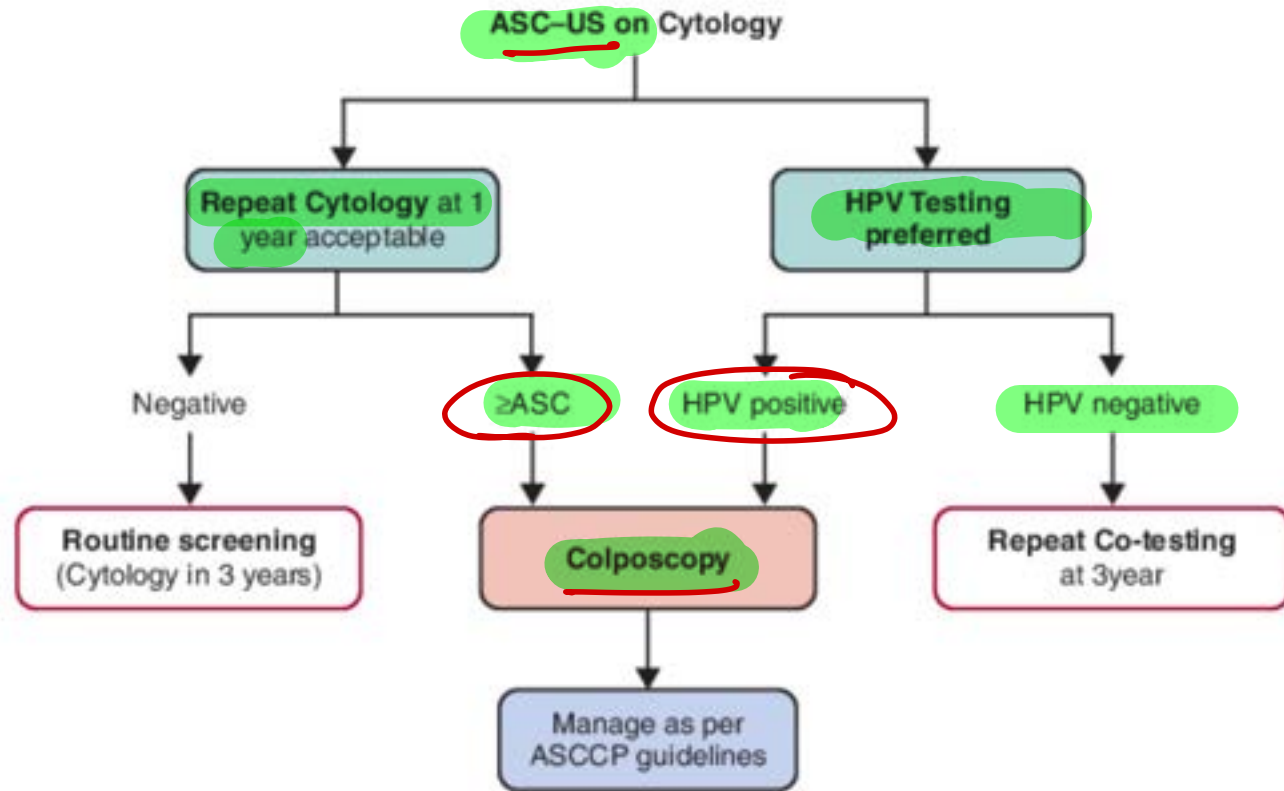 ASC–US on Cytology
Repeat Cytology at 1
year acceptable
HPV Testing
preferred
Negative
≥ASC
HPV positive
HPV negative
Routine screening
(Cytology in 3 years)
Colposcopy
Repeat Co-testing
at 3year
Manage as per
ASCCP guidelines